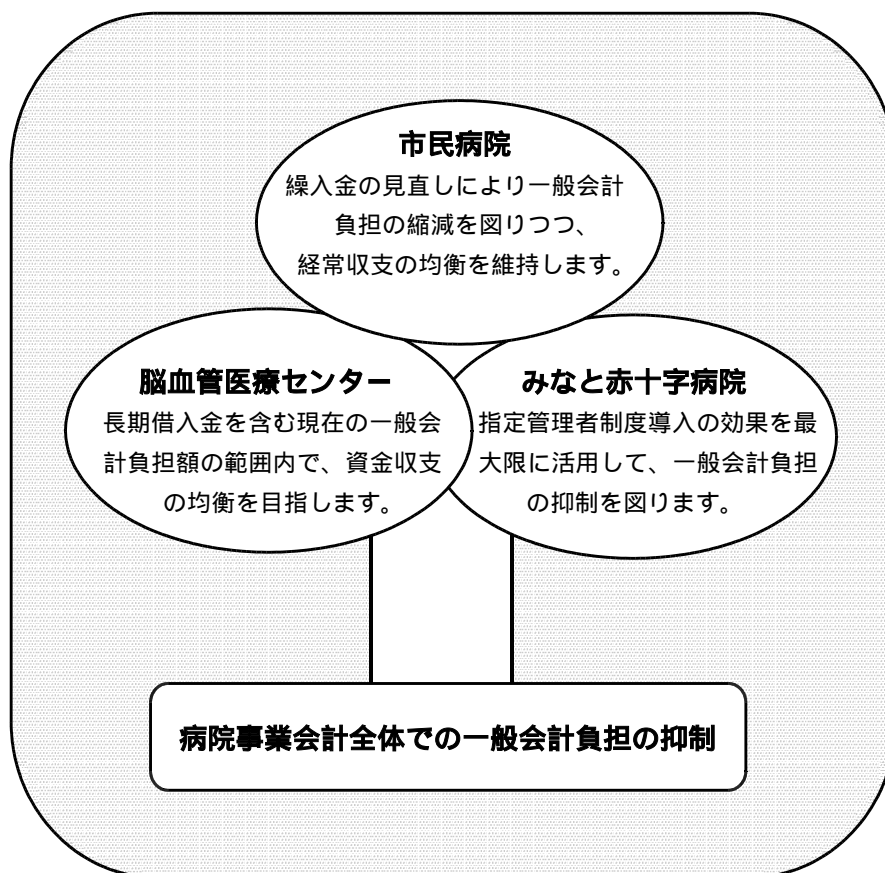 市民病院
繰入金の見直しにより一般会計
負担の縮減を図りつつ、
経常収支の均衡を維持します。
脳血管医療センター
長期借入金を含む現在の一般会
計負担額の範囲内で、資金収支
の均衡を目指します。
みなと赤十字病院
指定管理者制度導入の効果を最
大限に活用して、一般会計負担
の抑制を図ります。
病院事業会計全体での一般会計負担の抑制